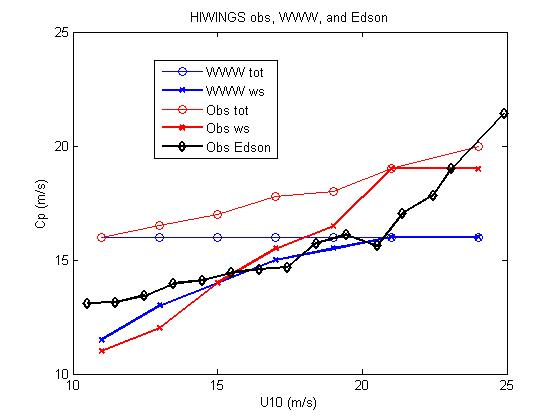 HIWINGS obs, WWW, and Edson
25
20
15
10
Cp (m/s)
WWW tot
WWW ws
Obs tot
Obs ws
Obs Edson
10 15 20 25
U10 (m/s)